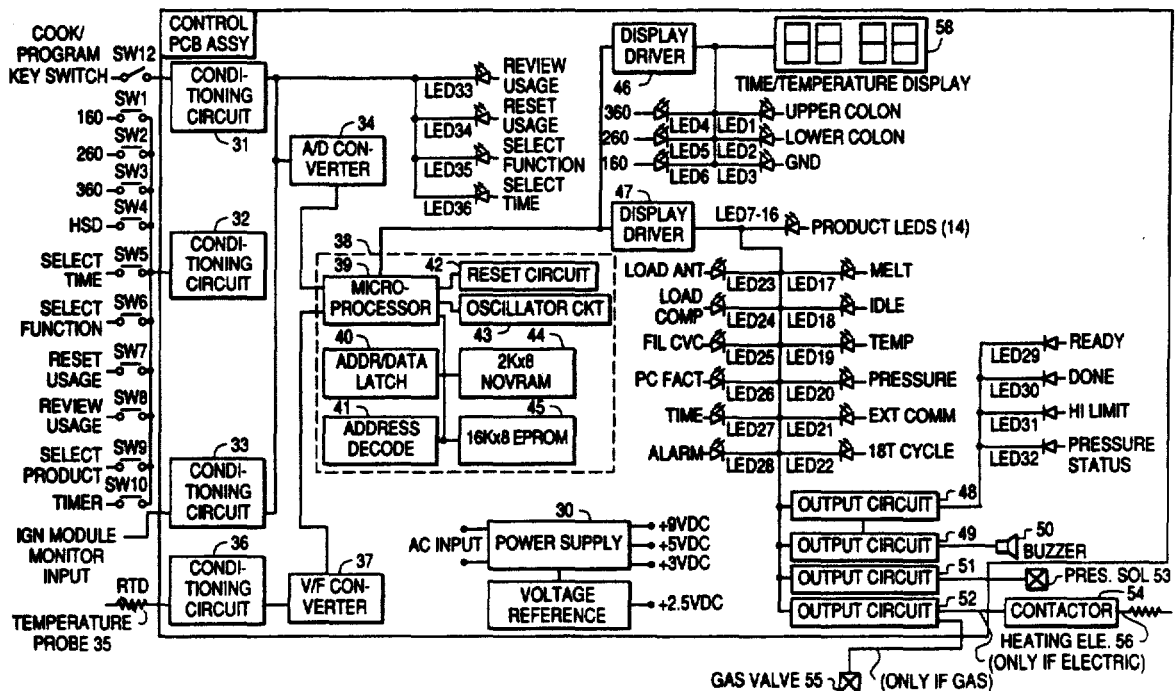 COOK/
PROGRAM
KEY SWITCH
SW12
SW1
160
SW2
260
SW3
360
SW4
HSD
SELECT
TIME
SW5
SELECT
FUNCTION
SW6
RESET
USAGE
SW7
REVIEW
USAGE
SW8
SELECT
PRODUCT
SW9
SW10
TIMER
IGN MODULE
MONITOR
INPUT
RTD
TEMPERATURE
PROBE 35
CONTROL
PCB ASSY
CONDI-
TIONING
CIRCUIT
31
32
CONDI-
TIONING
CIRCUIT
33
CONDI-
TIONING
CIRCUIT
36
CONDI-
TIONING
CIRCUIT
34
A/D CON-
VERTER
37
V/F CON-
VERTER
LED33
REVIEW
USAGE
LED34
RESET
USAGE
LED35
SELECT
FUNCTION
LED36
SELECT
TIME
38
39
MICRO-
PROCESSOR
42
RESET CIRCUIT
OSCILLATOR CKT
43
40
ADDR/DATA
LATCH
44
2Kx8
NOVRAM
41
ADDRESS
DECODE
45
16Kx8 EPROM
30
AC INPUT
POWER SUPPLY
+9VDC
+5VDC
+3VDC
VOLTAGE
REFERENCE
+2.5VDC
DISPLAY
DRIVER
46
58
TIME/TEMPERATURE DISPLAY
360 LED4 LED1 UPPER COLON
260 LED5 LED2 LOWER COLON
160 LED6 LED3 GND
47
DISPLAY
DRIVER
LED7-16
PRODUCT LEDS (14)
LOAD ANT LED23 LED17 MELT
LOAD
COMP LED24 LED18 IDLE
FIL CVC LED25 LED19 TEMP
PC FACT LED26 LED20 PRESSURE
TIME LED27 LED21 EXT COMM
ALARM LED28 LED22 18T CYCLE
LED29 READY
LED30 DONE
LED31 HI LIMIT
LED32 PRESSURE
STATUS
OUTPUT CIRCUIT 48
OUTPUT CIRCUIT 49
50
BUZZER
OUTPUT CIRCUIT 51
PRES. SOL 53
OUTPUT CIRCUIT 52
CONTACTOR 54
HEATING ELE. 56
(ONLY IF ELECTRIC)
GAS VALVE 55
(ONLY IF GAS)